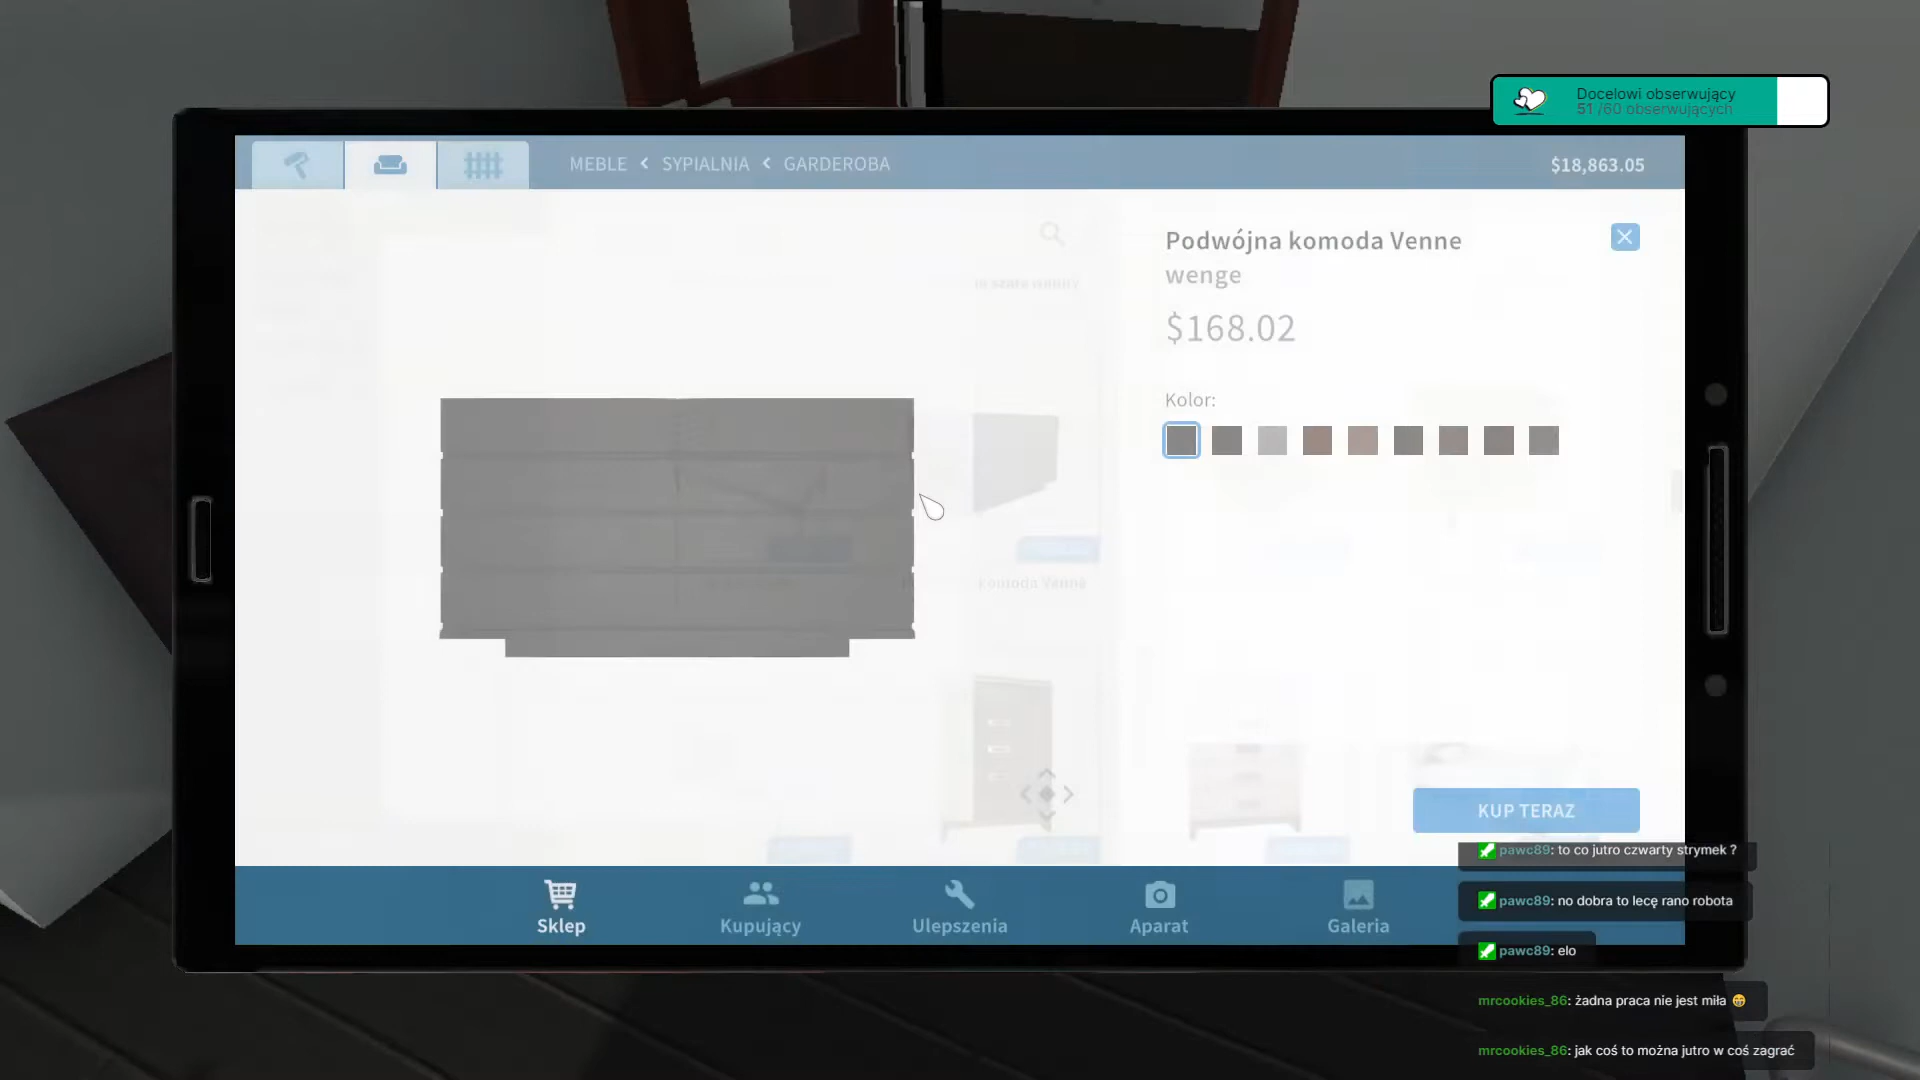 Docelowi obserwujący
51 /60 obserwujących
MEBLE < SYPIALNIA < GARDEROBA
$18,863.05
Podwójna komoda Venne
wenge
$168.02
Kolor:
komoda Venne
KUP TERAZ
Sklep
Kupujący
Ulepszenia
Aparat
Galeria
pawc89: to co jutro czwarty strymek ?
pawc89: no dobra to lecę rano robota
pawc89: elo
mrcookies_86: żadna praca nie jest miła 😁
mrcookies_86: jak coś to można jutro w coś zagrać